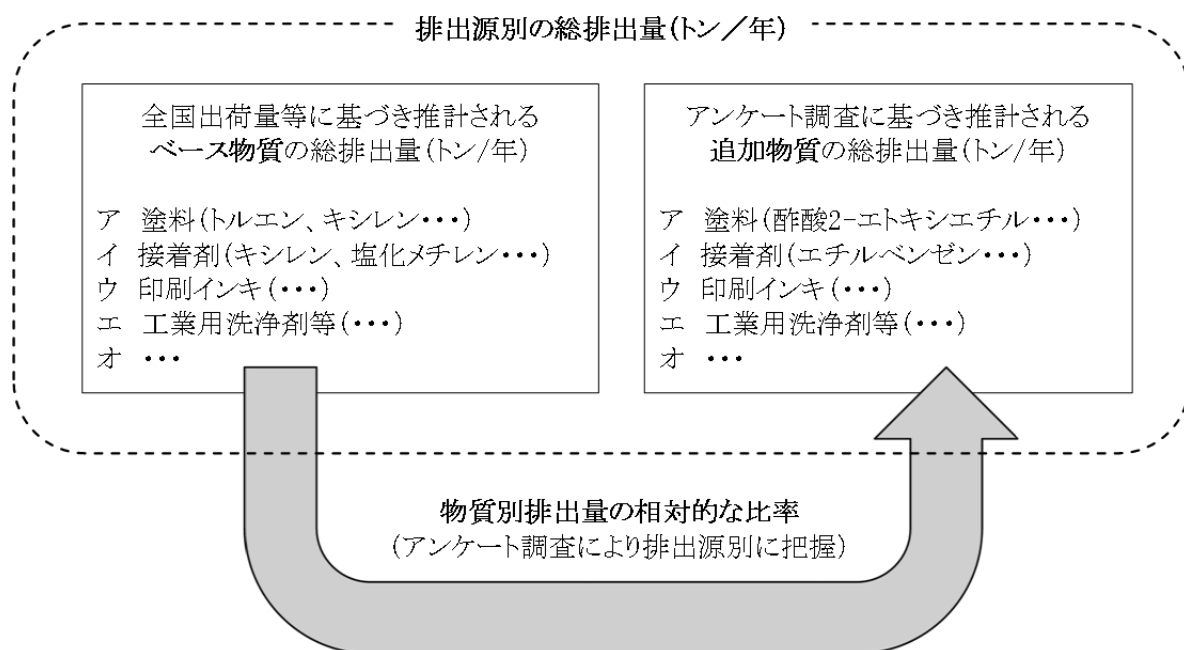 排出源別の総排出量(トン／年)
全国出荷量等に基づき推計される
ベース物質の総排出量(トン/年)
ア 塗料(トルエン、キシレン・・・)
イ 接着剤(キシレン、塩化メチレン・・・)
ウ 印刷インキ(・・・)
エ 工業用洗浄剤等(・・・)
オ ・・・
アンケート調査に基づき推計される
追加物質の総排出量(トン/年)
ア 塗料(酢酸2-エトキシエチル・・・)
イ 接着剤(エチルベンゼン・・・)
ウ 印刷インキ(・・・)
エ 工業用洗浄剤等(・・・)
オ ・・・
物質別排出量の相対的な比率
(アンケート調査により排出源別に把握)